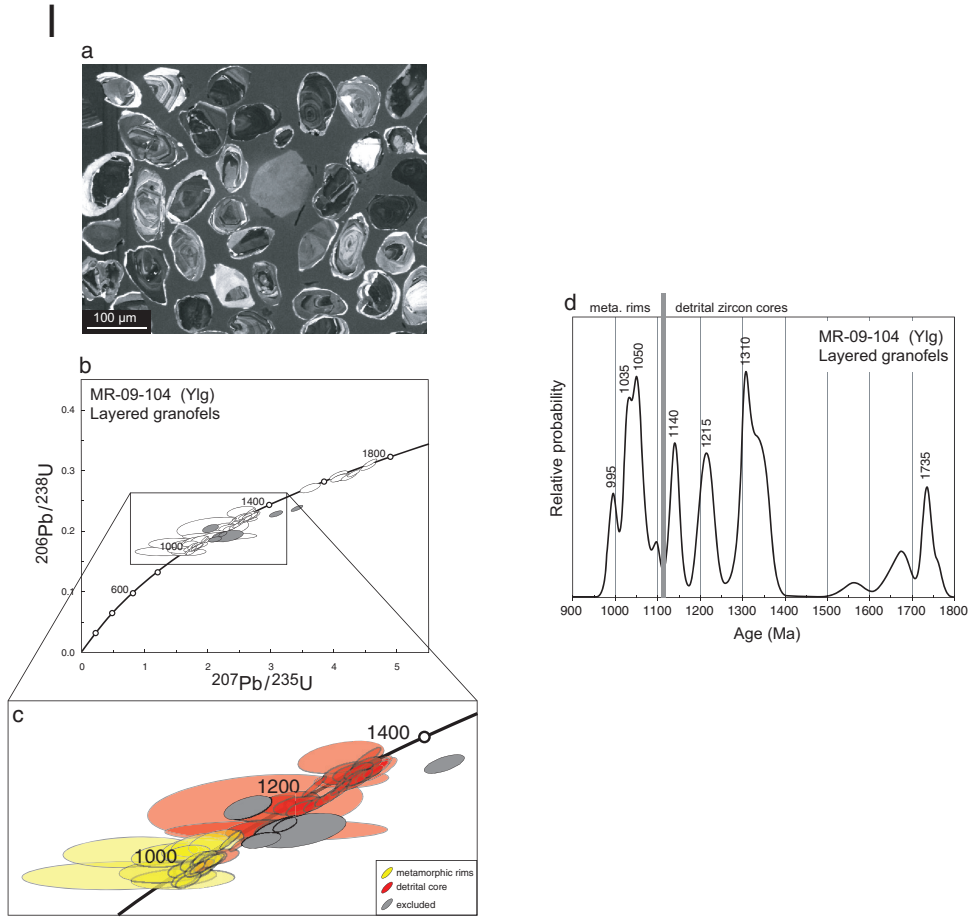 I
a
100 µm
b
MR-09-104 (Ylg)
Layered granofels
206Pb/238U
0.4
0.3
0.2
0.1
0.0
1800
1400
1000
600
0
1
2
3
4
5
207Pb/235U
c
1400
1200
1000
metamorphic rims
detrital core
excluded
d
meta. rims
detrital zircon cores
MR-09-104 (Ylg)
Layered granofels
Relative probability
995
1035
1050
1140
1215
1310
1735
900 1000 1100 1200 1300 1400 1500 1600 1700 1800
Age (Ma)